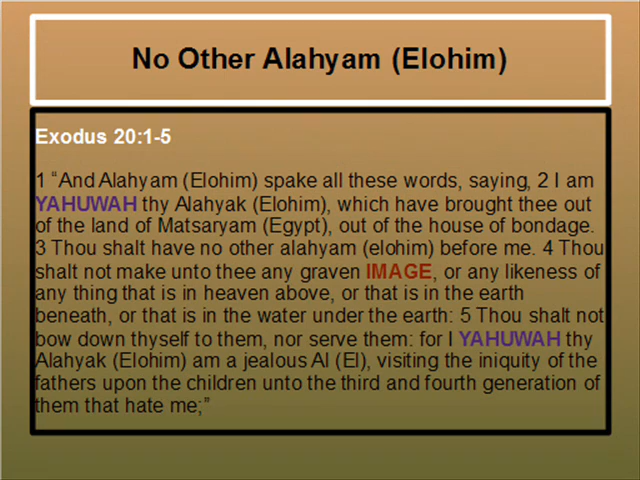 No Other Alahyam (Elohim)
Exodus 20:1-5
1 “And Alahyam (Elohim) spake all these words, saying, 2 I am
YAHUWAH thy Alahyak (Elohim), which have brought thee out
of the land of Matsaryam (Egypt), out of the house of bondage.
3 Thou shalt have no other alahyam (elohim) before me. 4 Thou
shalt not make unto thee any graven IMAGE, or any likeness of
any thing that is in heaven above, or that is in the earth
beneath, or that is in the water under the earth: 5 Thou shalt not
bow down thyself to them, nor serve them: for I YAHUWAH thy
Alahyak (Elohim) am a jealous Al (El), visiting the iniquity of the
fathers upon the children unto the third and fourth generation of
them that hate me;”